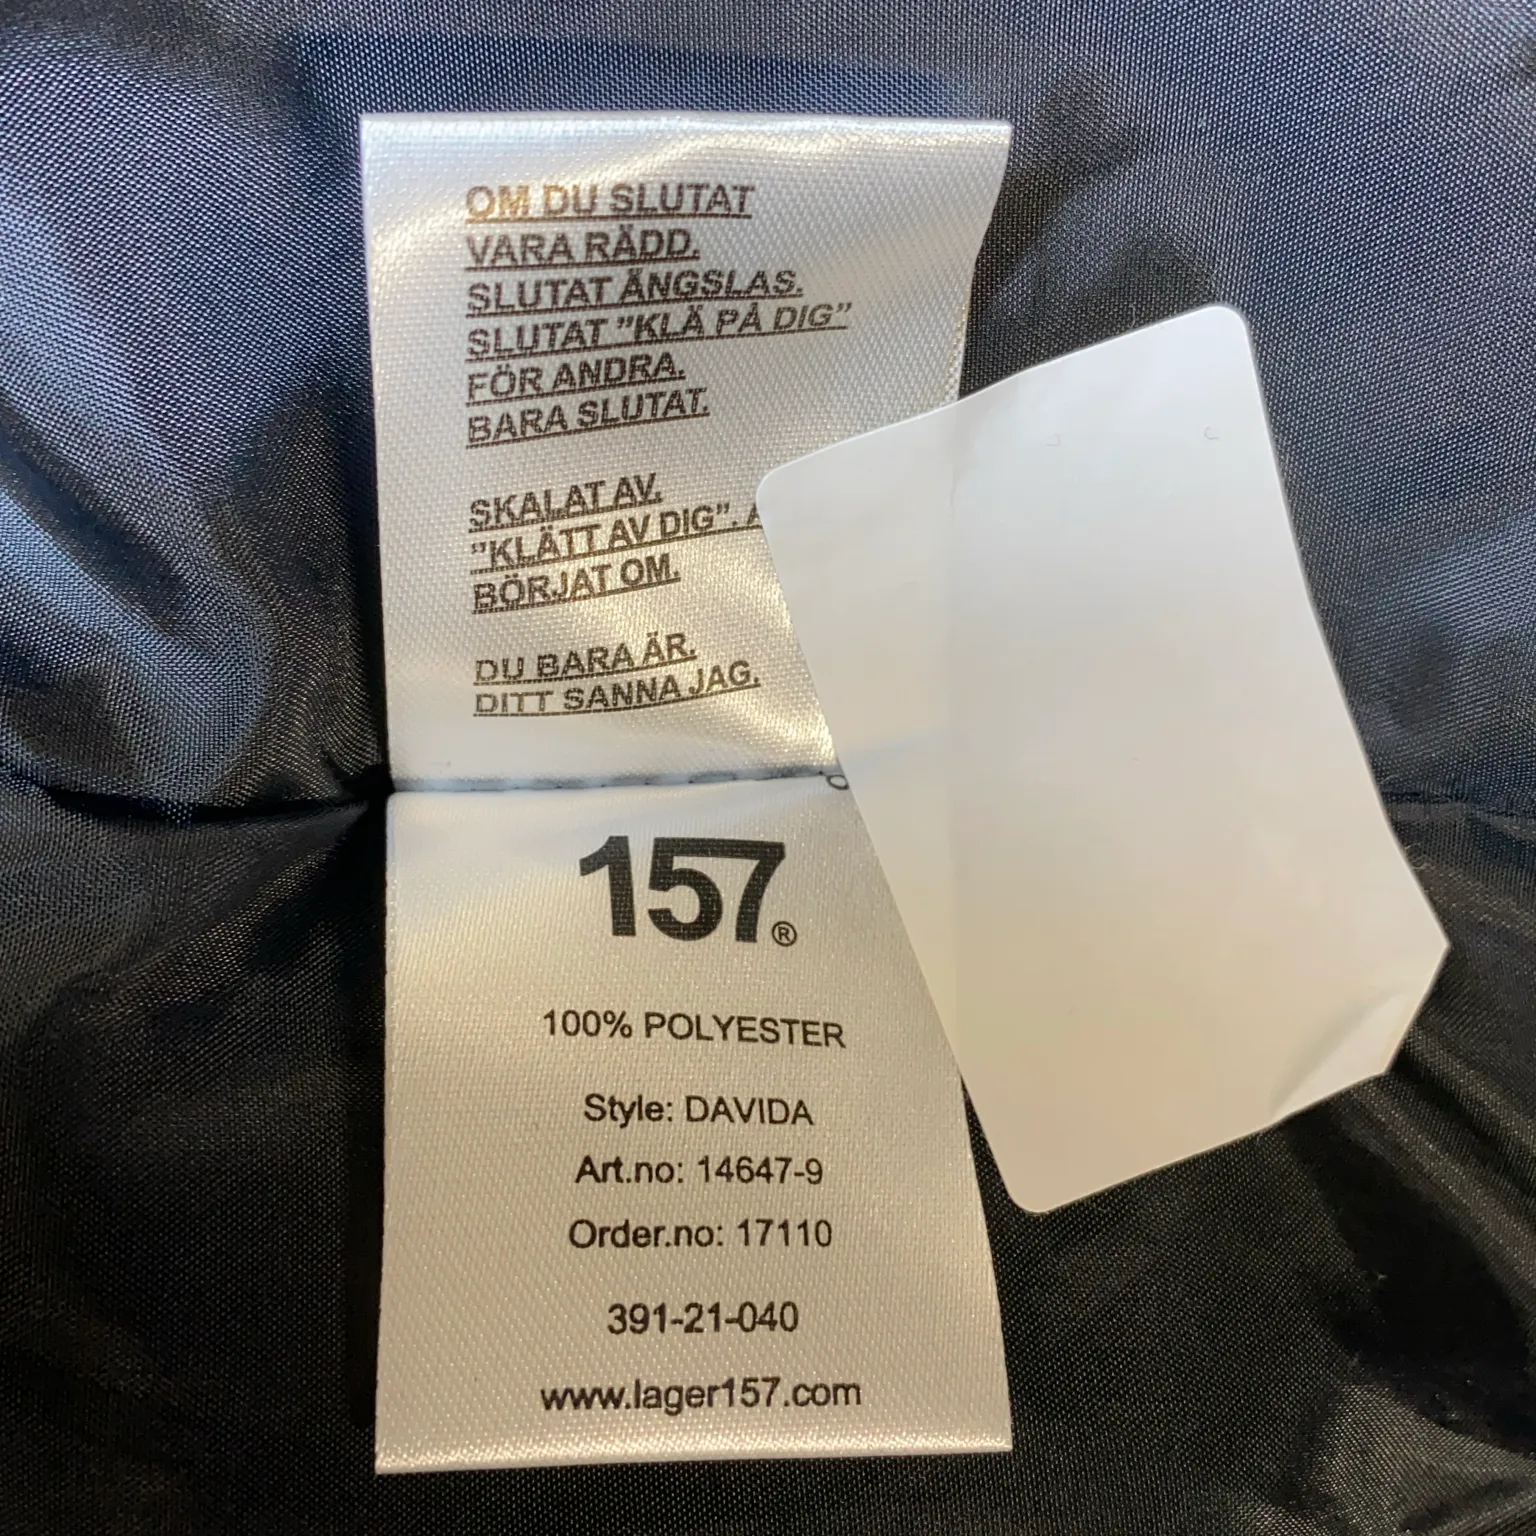 OM DU SLUTAT
VARA RÄDD.
SLUTAT ÄNGSLAS.
SLUTAT ”KLÄ PÅ DIG”
FÖR ANDRA.
BARA SLUTAT.
SKALAT AV.
”KLÄTT AV DIG”.
BÖRJAT OM.
DU BARA ÄR.
DITT SANNA JAG.
157®
100% POLYESTER
Style: DAVIDA
Art.no: 14647-9
Order.no: 17110
391-21-040
www.lager157.com